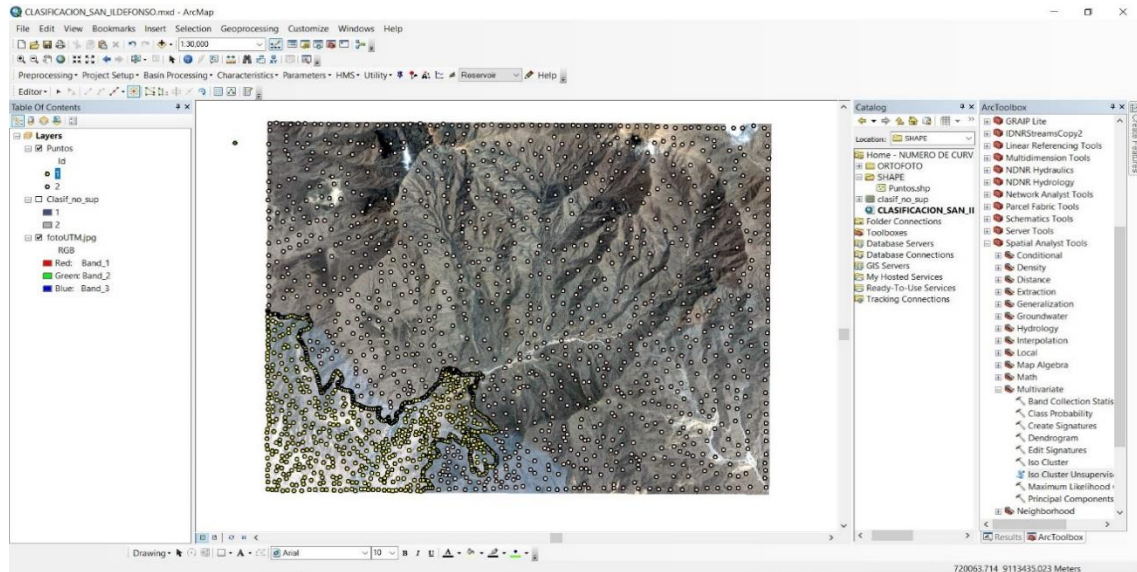 CLASIFICACION_SAN_ILDEFONSO.mxd - ArcMap
File Edit View Bookmarks Insert Selection Geoprocessing Customize Windows Help
1:30,000
Preprocessing Project Setup Basin Processing Characteristics Parameters HMS Utility Reservoir Help
Editor
Table Of Contents
Layers
Puntos
Id
1
2
Clasif_no_sup
1
2
fotoUTM.jpg
RGB
Red: Band_1
Green: Band_2
Blue: Band_3
Catalog
Location: SHAPE
Home - NUMERO DE CURV
ORTOFOTO
SHAPE
Puntos.shp
clasif_no_sup
CLASIFICACION_SAN_II
Folder Connections
Toolboxes
Database Servers
Database Connections
GIS Servers
My Hosted Services
Ready-To-Use Services
Tracking Connections
ArcToolbox
GRAIP Lite
IDNRStreamsCopy2
Linear Referencing Tools
Multidimension Tools
NDNR Hydraulics
NDNR Hydrology
Network Analyst Tools
Parcel Fabric Tools
Schematics Tools
Server Tools
Spatial Analyst Tools
Conditional
Density
Distance
Extraction
Generalization
Groundwater
Hydrology
Interpolation
Local
Map Algebra
Math
Multivariate
Band Collection Statis
Class Probability
Create Signatures
Dendrogram
Edit Signatures
Iso Cluster
Iso Cluster Unsupervis
Maximum Likelihood
Principal Components
Neighborhood
Results ArcToolbox
Create Features
Drawing A Arial 10 B I U A
720063.714 9113435.023 Meters